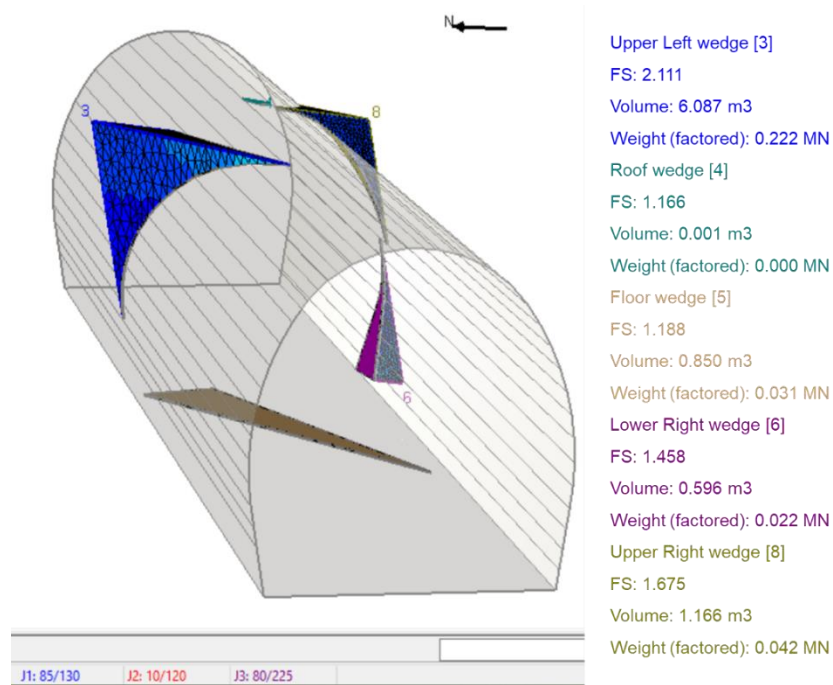 N
3
8
6
Upper Left wedge [3]
FS: 2.111
Volume: 6.087 m3
Weight (factored): 0.222 MN
Roof wedge [4]
FS: 1.166
Volume: 0.001 m3
Weight (factored): 0.000 MN
Floor wedge [5]
FS: 1.188
Volume: 0.850 m3
Weight (factored): 0.031 MN
Lower Right wedge [6]
FS: 1.458
Volume: 0.596 m3
Weight (factored): 0.022 MN
Upper Right wedge [8]
FS: 1.675
Volume: 1.166 m3
Weight (factored): 0.042 MN
J1: 85/130 J2: 10/120 J3: 80/225